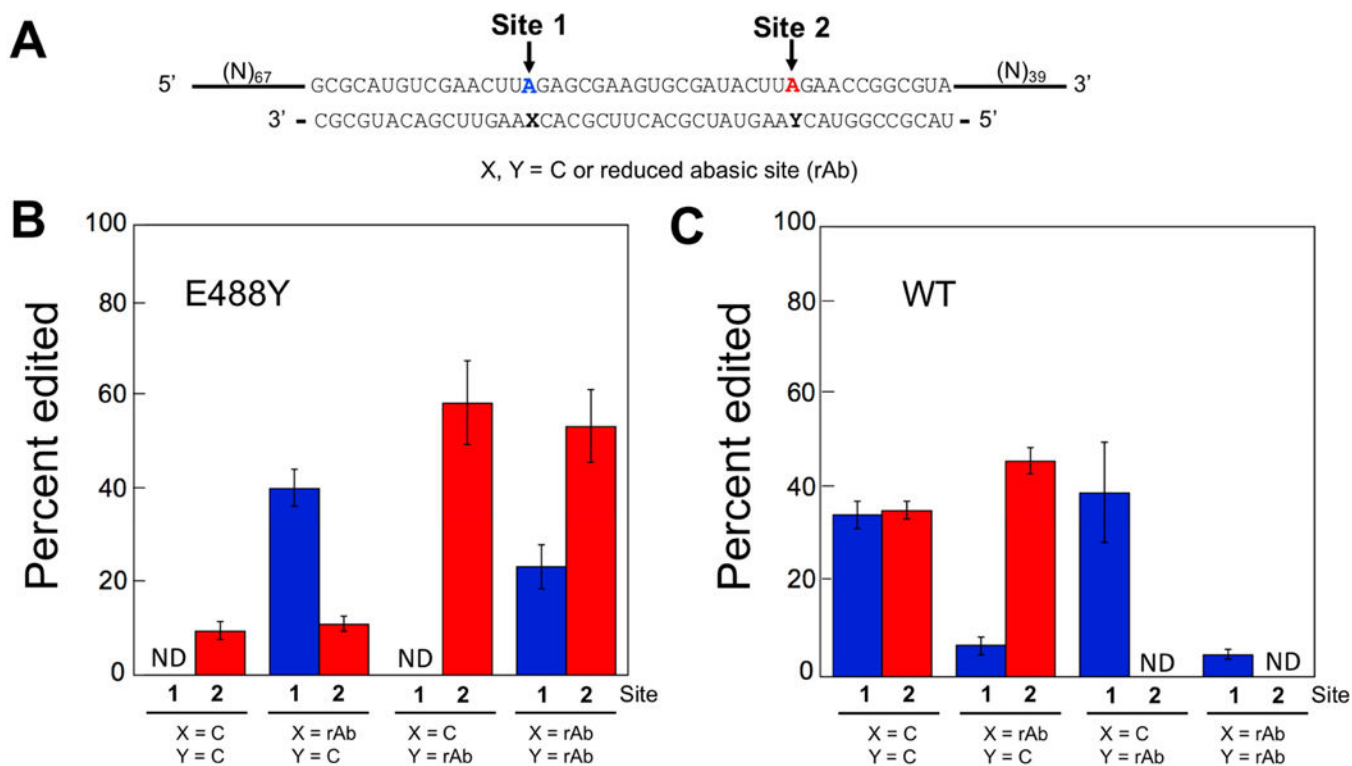 A
Site 1 Site 2
5’ (N)67 GCGCAUGUCGAACUUAGAGCGAAGUGCGAUACUUAGAACCGGCGUA (N)39 3’
3’ CGCGUACAGCUUGAAXCACGCUUCACGCUAUGAAYCAUGGCCGCAU 5’
X, Y = C or reduced abasic site (rAb)
B
E488Y
Percent edited
100
80
60
40
20
0
ND ND
1 2 1 2 1 2 1 2 Site
X = C X = rAb X = C X = rAb
Y = C Y = C Y = rAb Y = rAb
C
WT
Percent edited
100
80
60
40
20
0
ND ND
1 2 1 2 1 2 1 2 Site
X = C X = rAb X = C X = rAb
Y = C Y = C Y = rAb Y = rAb